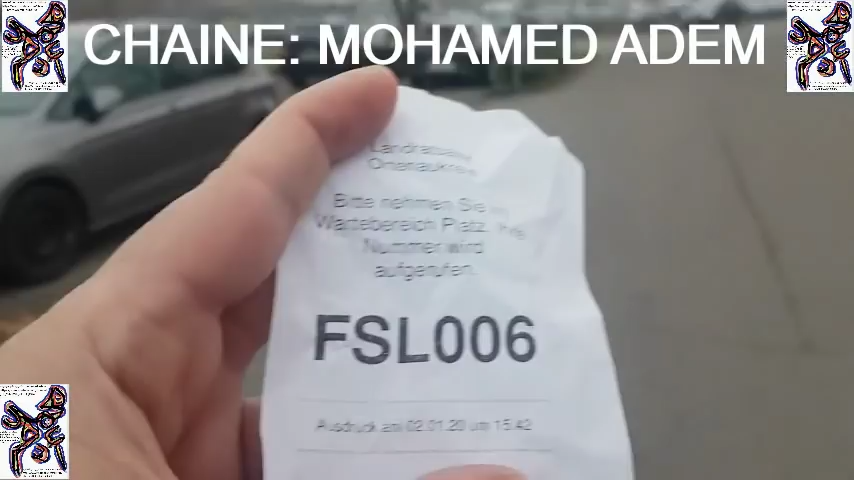 CHAINE: MOHAMED ADEM
Landratsamt
Ortenaukreis
Bitte nehmen Sie im
Wartebereich Platz. Ihre
Nummer wird
aufgerufen.
FSL006
Ausdruck am 02.01.20 um 15:42